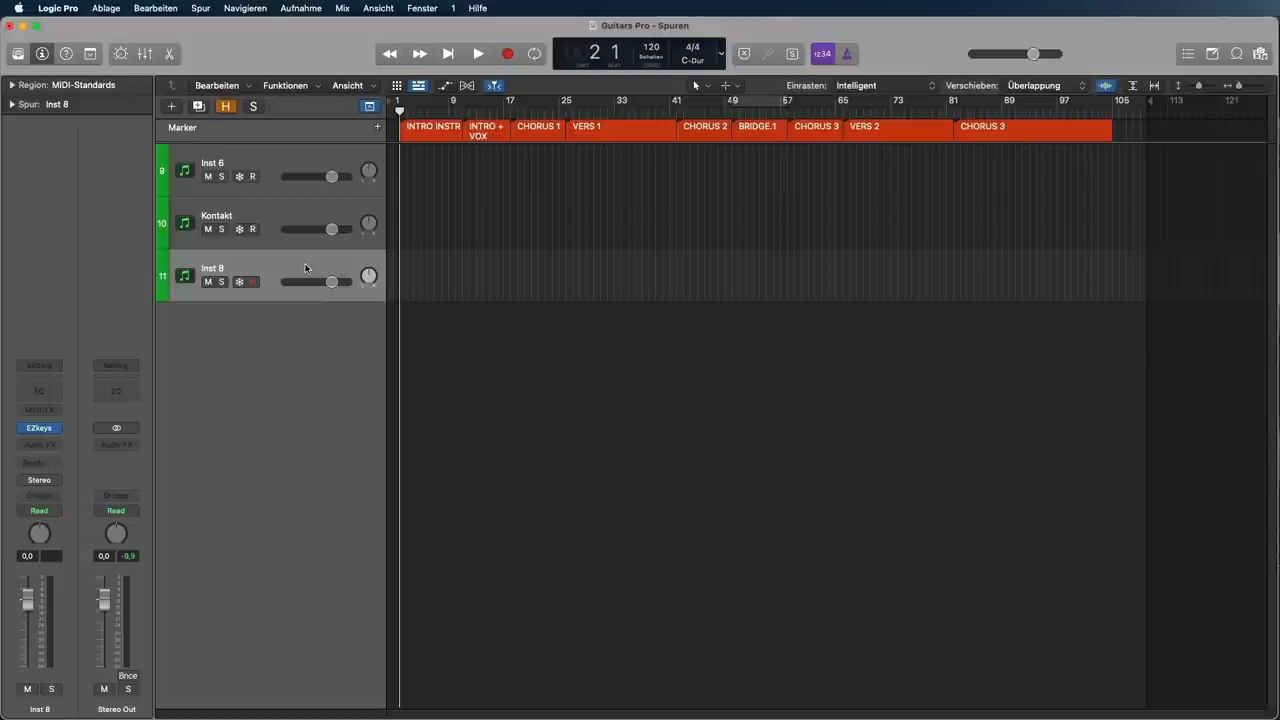 Logic Pro Ablage Bearbeiten Spur Navigieren Aufnahme Mix Ansicht Fenster 1 Hilfe
Guitars Pro - Spuren
2 1 120 Behalten 4/4 C-Dur
1234
Region: MIDI-Standards
Bearbeiten Funktionen Ansicht Einrasten: Intelligent Verschieben: Überlappung
Spur: Inst 8
H S
1 9 17 25 33 41 49 57 65 73 81 89 97 105 113 121
Marker
INTRO INSTR INTRO + VOX CHORUS 1 VERS 1 CHORUS 2 BRIDGE.1 CHORUS 3 VERS 2 CHORUS 3
9 Inst 6
M S R
10 Kontakt
M S R
11 Inst 8
M S
Setting Setting
EQ EQ
MIDI FX
EZkeys
Audio FX Audio FX
Sends
Stereo
Gruppe Gruppe
Read Read
0,0 0,0 -9,9
Bnce
M S M S
Inst 8 Stereo Out